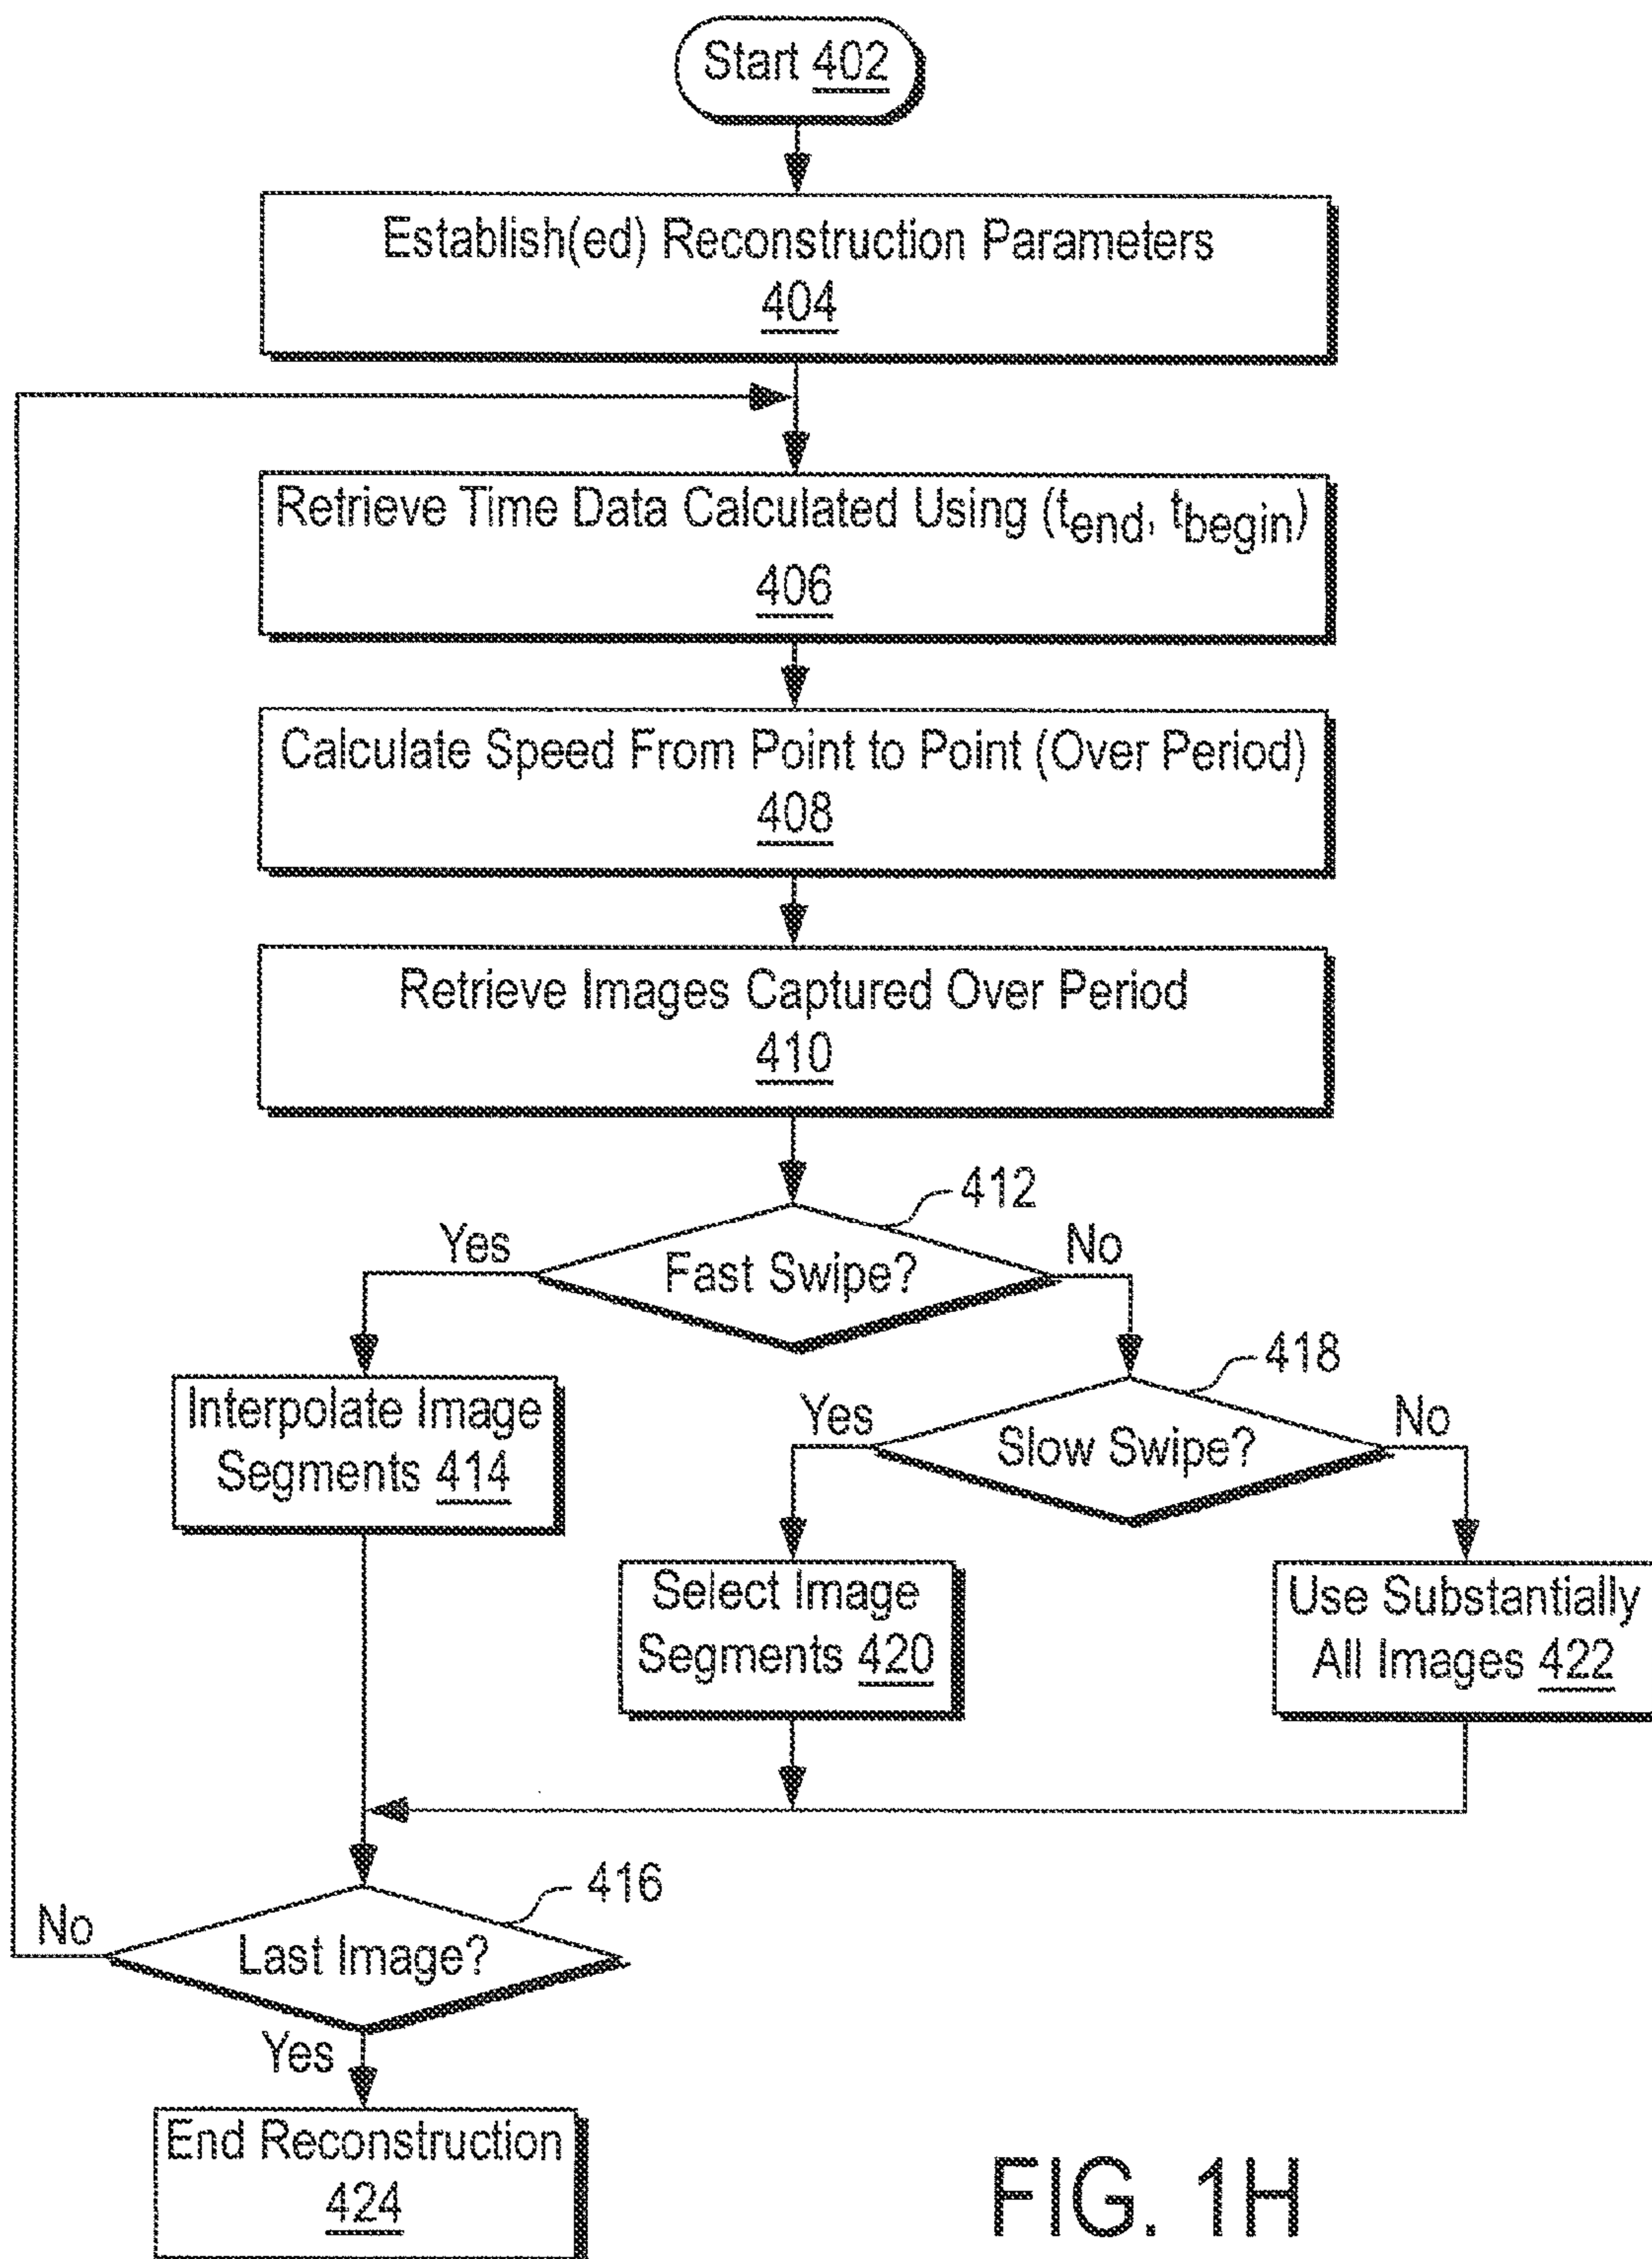 Start 402
Establish(ed) Reconstruction Parameters
404
Retrieve Time Data Calculated Using (tend, tbegin)
406
Calculate Speed From Point to Point (Over Period)
408
Retrieve Images Captured Over Period
410
412
Yes
Fast Swipe?
No
418
Interpolate Image
Segments 414
Yes
Slow Swipe?
No
Select Image
Segments 420
Use Substantially
All Images 422
416
No
Last Image?
Yes
End Reconstruction
424
FIG. 1H